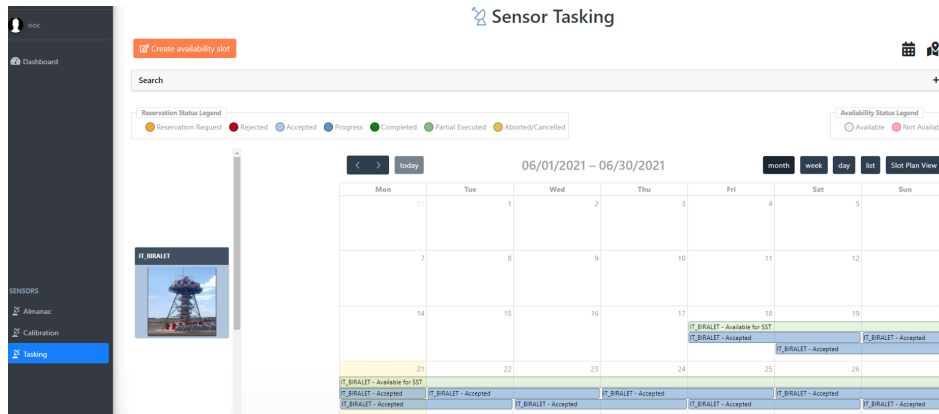 Sensor Tasking
isoc
Create availability slot
Dashboard
Search +
Reservation Status Legend
Reservation Request Rejected Accepted Progress Completed Partial Executed Aborted/Cancelled
Availability Status Legend
Available Not Availab
< > today
06/01/2021 – 06/30/2021
month week day list Slot Plan View
Mon Tue Wed Thu Fri Sat Sun
31 1 2 3 4 5
IT_BIRALET
7 8 9 10 11 12
14 15 16 17 18 19
IT_BIRALET - Available for SST
IT_BIRALET - Accepted IT_BIRALET - Accepted
IT_BIRALET - Accepted
SENSORS
Almanac
Calibration
Tasking
21 22 23 24 25 26
IT_BIRALET - Available for SST
IT_BIRALET - Accepted IT_BIRALET - Accepted IT_BIRALET - Accepted IT_BIRALET - Accepted
IT_BIRALET - Accepted IT_BIRALET - Accepted IT_BIRALET - Accepted IT_BIRALET - Accepted